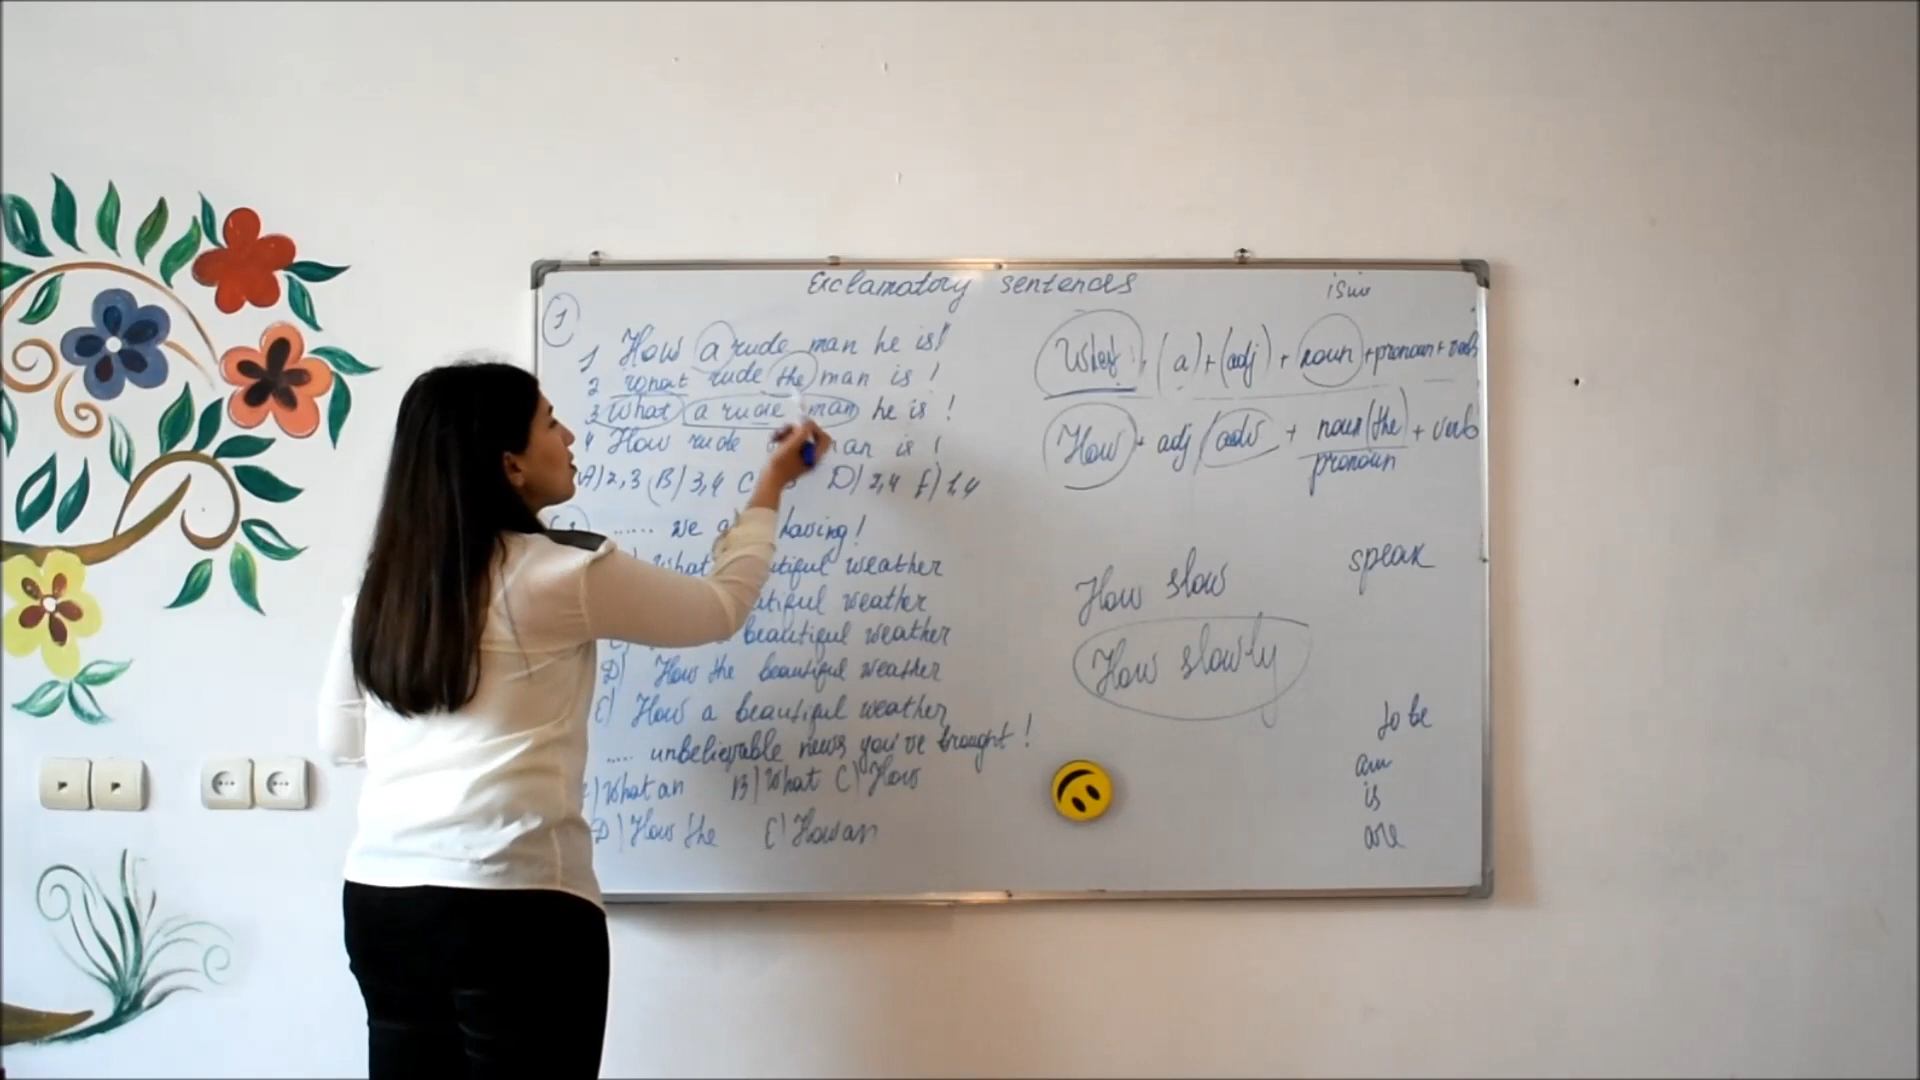 Exclamatory sentences
isim
1
1 How a rude man he is!
2 What rude the man is!
3 What a rude man he is!
4 How rude man is!
A) 2,3 B) 3,4 C D) 2,4 E) 1,4
...... we having!
What weather
weather
beautiful weather
D) How the beautiful weather
E) How a beautiful weather
..... unbelievable news you've brought!
What an B) What C) How
D) How the E) How an
What + (a) + (adj) + noun + pronoun + verb
How + adj / adv + noun (the) + verb
pronoun
How slow
speak
How slowly
to be
am
is
are